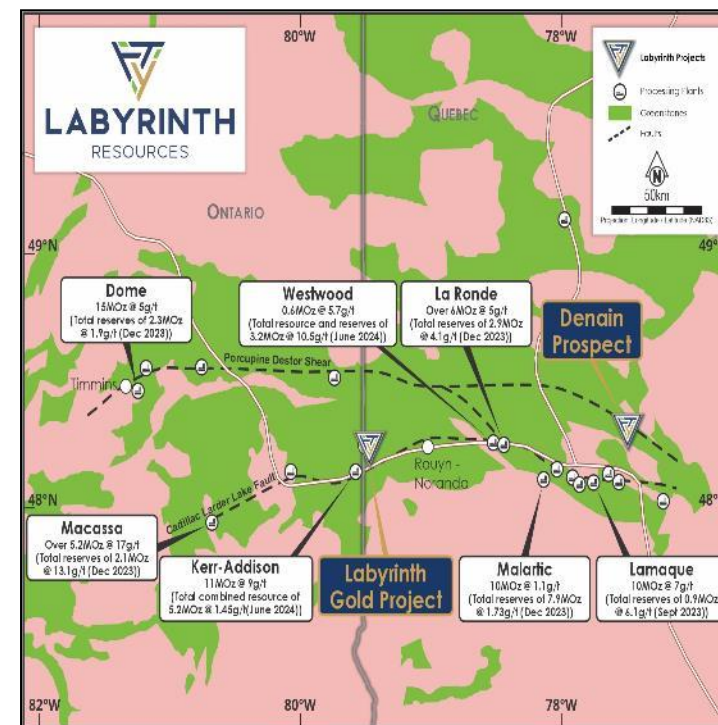 80°W
78°W
LABYRINTH
RESOURCES
Labyrinth Projects
Processing Plants
Greenstones
Faults
N
50km
Projection: Longitude / Latitude (NAD83)
QUEBEC
ONTARIO
49°N
49°N
Dome
15MOz @ 5g/t
(Total reserves of 2.3MOz
@ 1.9g/t (Dec 2023))
Westwood
0.6MOz @ 5.7g/t
(Total resource and reserves of
3.2MOz @ 10.5g/t (June 2024))
La Ronde
Over 6MOz @ 5g/t
(Total reserves of 2.9MOz
@ 4.1g/t (Dec 2023))
Denain
Prospect
Porcupine Destor Shear
Timmins
Rouyn -
Noranda
48°N
48°
Cadillac Larder Lake Fault
Macassa
Over 5.2MOz @ 17g/t
(Total reserves of 2.1MOz
@ 13.1g/t (Dec 2023))
Kerr-Addison
11MOz @ 9g/t
(Total combined resource of
5.2MOz @ 1.45g/t(June 2024))
Labyrinth
Gold Project
Malartic
10MOz @ 1.1g/t
(Total reserves of 7.9MOz
@ 1.73g/t (Dec 2023))
Lamaque
10MOz @ 7g/t
(Total reserves of 0.9MOz
@ 6.1g/t (Sept 2023))
82°W
80°W
78°W